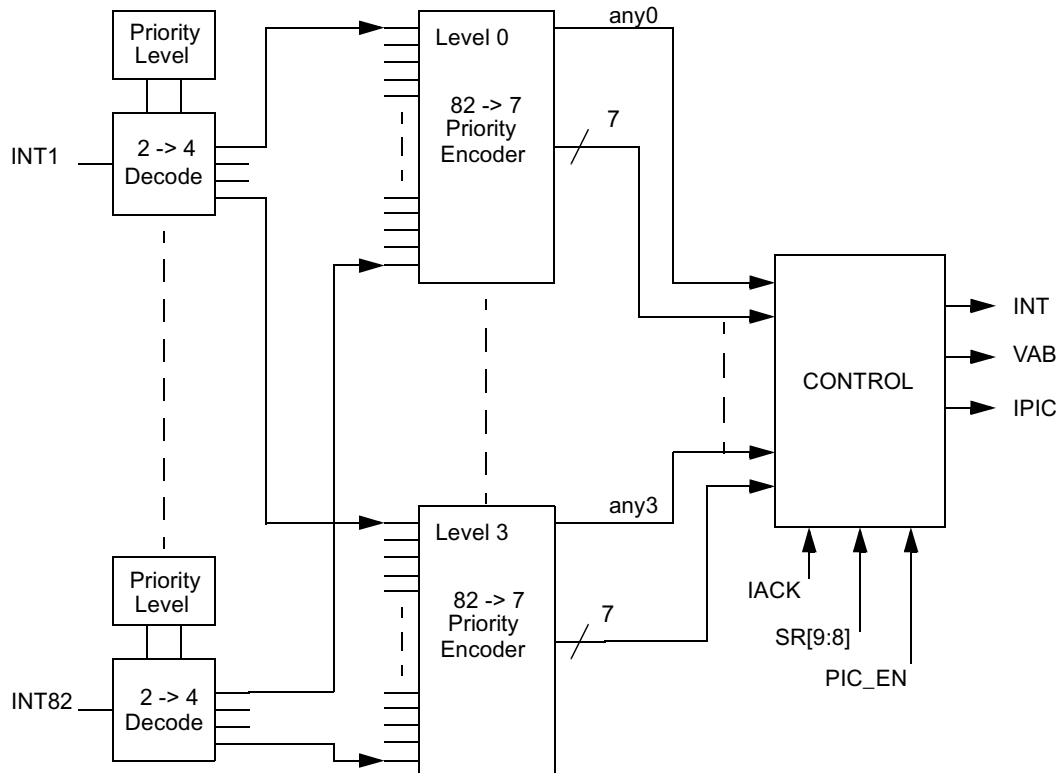 Priority
Level
INT1
2 -> 4
Decode
Level 0
82 -> 7
Priority
Encoder
any0
7
CONTROL
INT
VAB
IPIC
IACK
SR[9:8]
PIC_EN
Priority
Level
INT82
2 -> 4
Decode
Level 3
82 -> 7
Priority
Encoder
any3
7